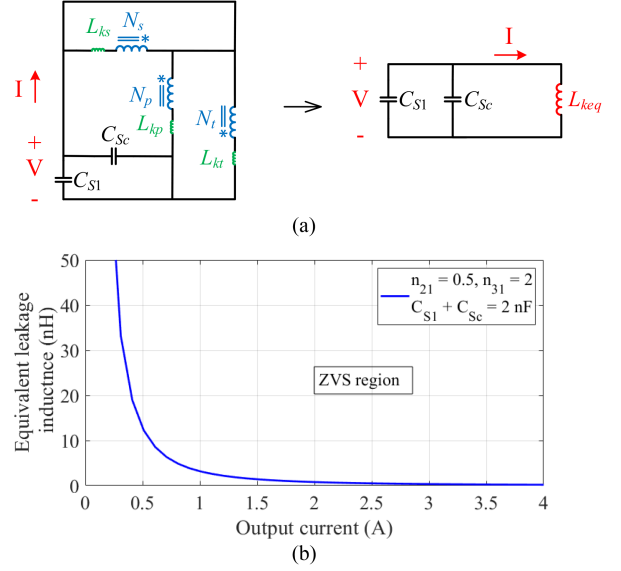 L_ks N_s
*
I
N_p
*
N_t
*
L_kp
L_kt
C_Sc
+
V
-
C_S1
I
+
V
-
C_S1
C_Sc
L_keq
(a)
50
40
30
20
10
0
Equivalent leakage
inductnce (nH)
n_21 = 0.5, n_31 = 2
C_S1 + C_Sc = 2 nF
ZVS region
0 0.5 1 1.5 2 2.5 3 3.5 4
Output current (A)
(b)